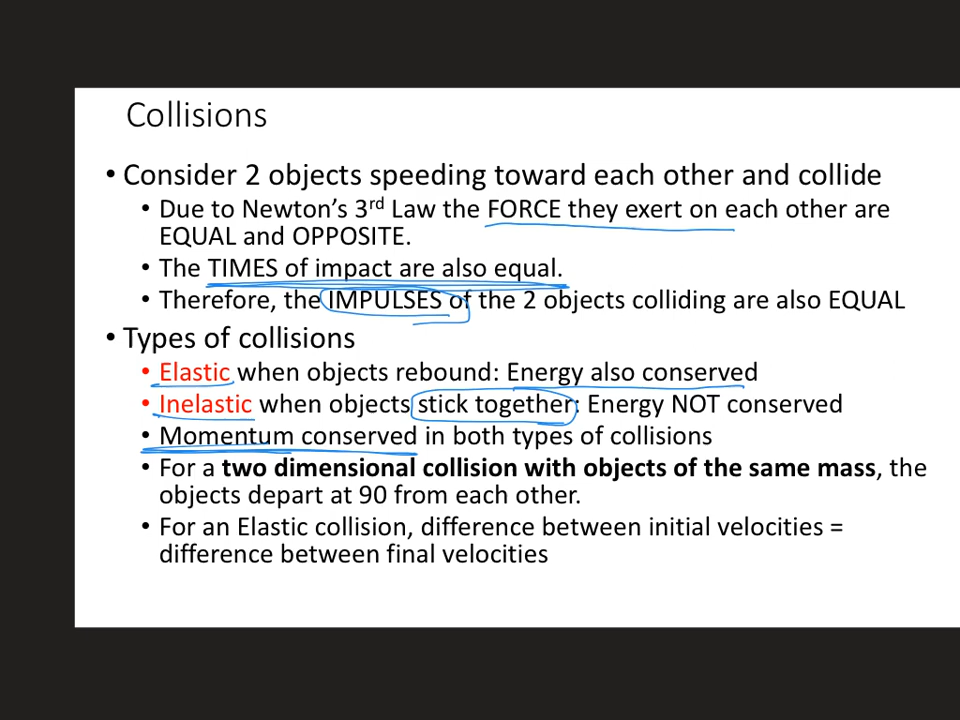 Collisions
• Consider 2 objects speeding toward each other and collide
• Due to Newton's 3rd Law the FORCE they exert on each other are
EQUAL and OPPOSITE.
• The TIMES of impact are also equal.
• Therefore, the IMPULSES of the 2 objects colliding are also EQUAL
• Types of collisions
• Elastic when objects rebound: Energy also conserved
• Inelastic when objects stick together: Energy NOT conserved
• Momentum conserved in both types of collisions
• For a two dimensional collision with objects of the same mass, the
objects depart at 90 from each other.
• For an Elastic collision, difference between initial velocities =
difference between final velocities